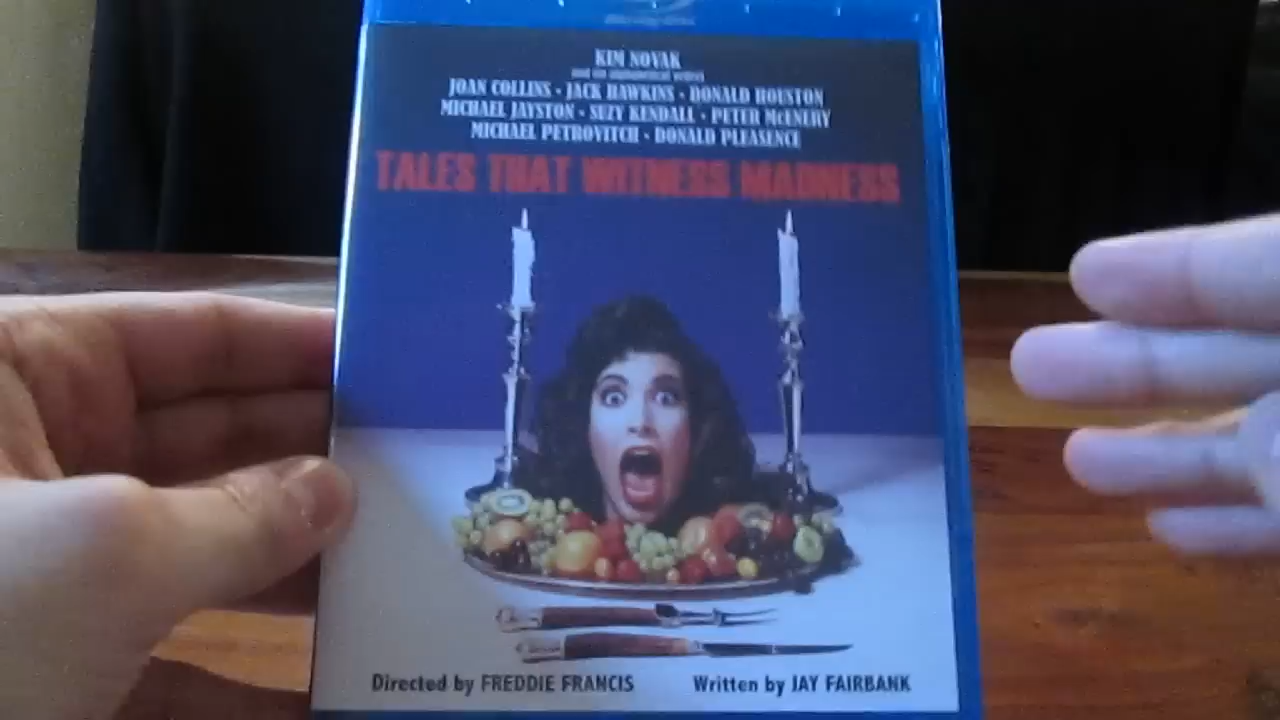 KIM NOVAK
JOAN COLLINS • JACK HAWKINS • DONALD HOUSTON
MICHAEL JAYSTON • SUZY KENDALL • PETER McENERY
MICHAEL PETROVITCH • DONALD PLEASENCE
TALES THAT WITNESS MADNESS
Directed by FREDDIE FRANCIS
Written by JAY FAIRBANK